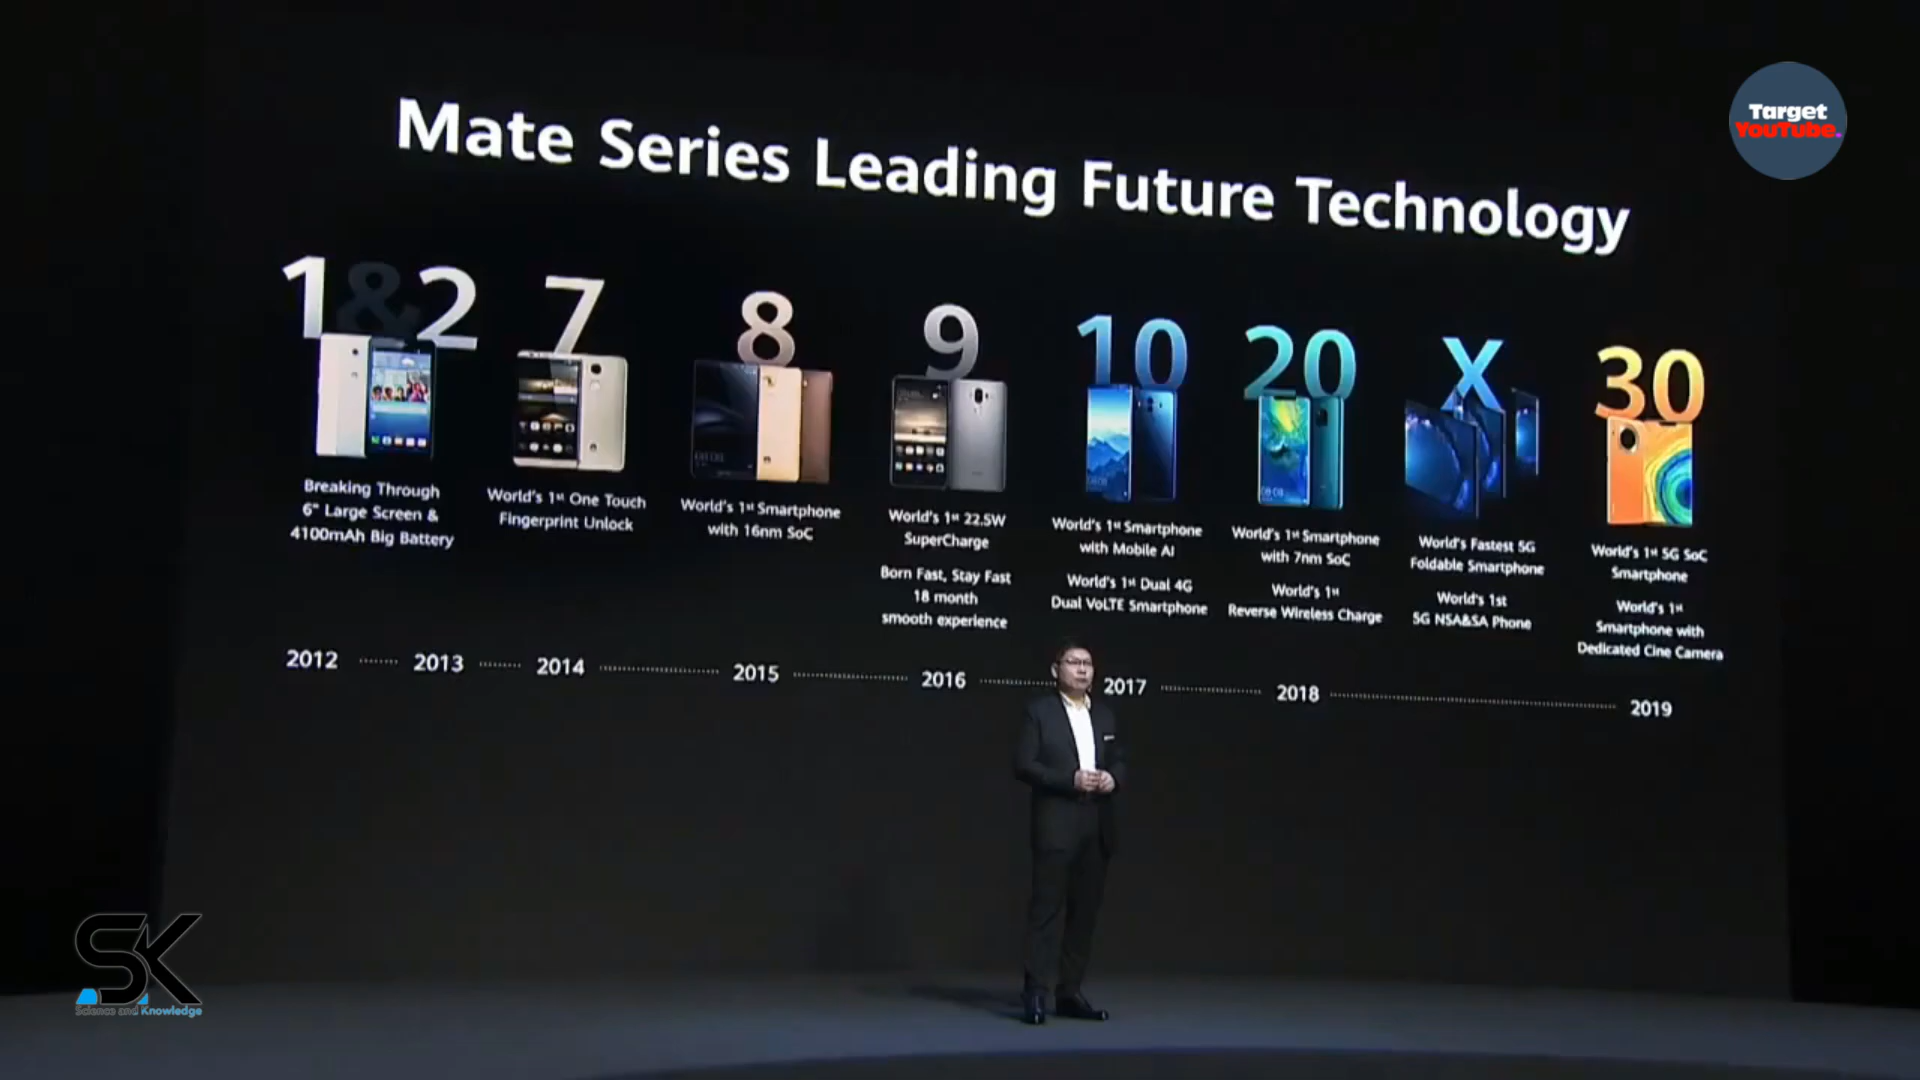 Target
YouTube.
Mate Series Leading Future Technology
1&2
7
8
9
10
20
X
30
Breaking Through
6" Large Screen &
4100mAh Big Battery
World's 1st One Touch
Fingerprint Unlock
World's 1st Smartphone
with 16nm SoC
World's 1st 22.5W
SuperCharge
Born Fast, Stay Fast
18 month
smooth experience
World's 1st Smartphone
with Mobile AI
World's 1st Dual 4G
Dual VoLTE Smartphone
World's 1st Smartphone
with 7nm SoC
World's 1st
Reverse Wireless Charge
World's Fastest 5G
Foldable Smartphone
World's 1st
5G NSA&SA Phone
World's 1st 5G SoC
Smartphone
World's 1st
Smartphone with
Dedicated Cine Camera
2012 2013 2014 2015 2016 2017 2018 2019
SK
Science and Knowledge